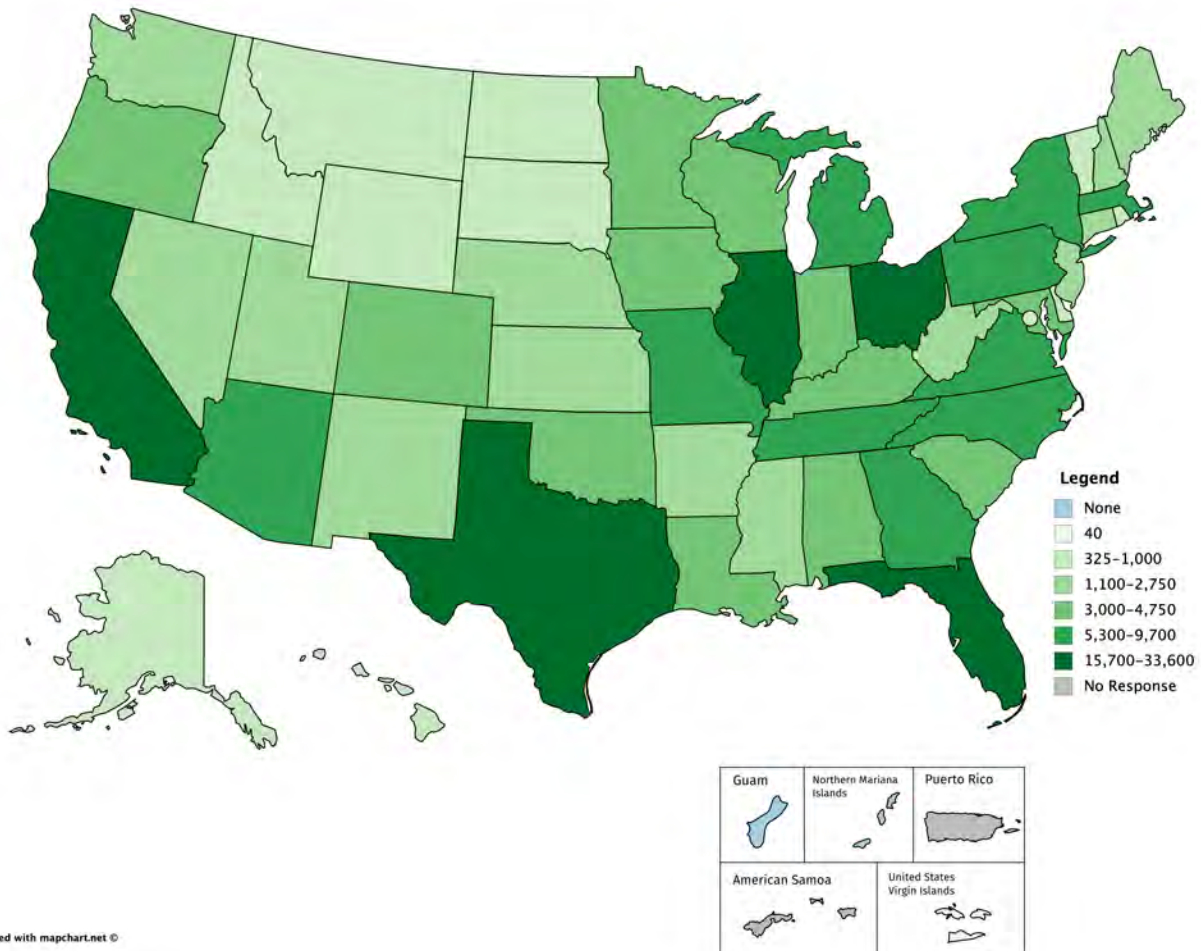 Legend
None
40
325–1,000
1,100–2,750
3,000–4,750
5,300–9,700
15,700–33,600
No Response
Guam
Northern Mariana
Islands
Puerto Rico
American Samoa
United States
Virgin Islands
ed with mapchart.net ©